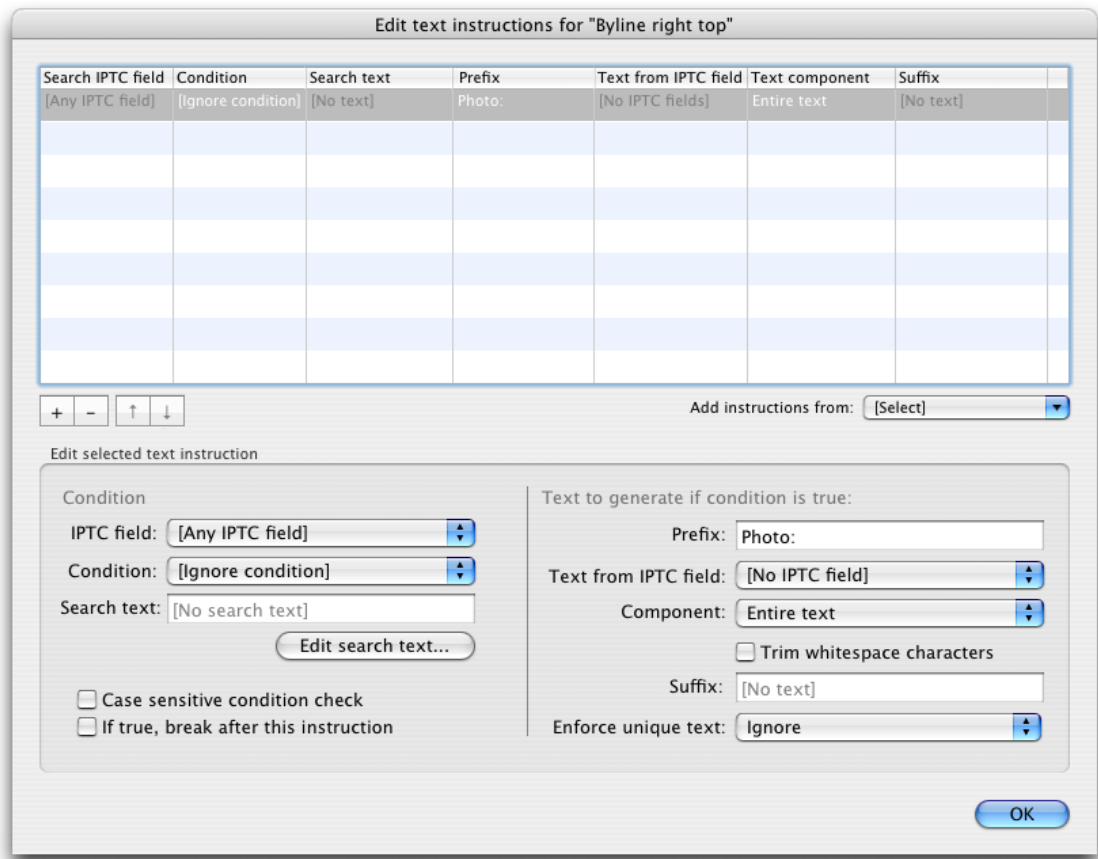 Edit text instructions for "Byline right top"
Search IPTC field Condition Search text Prefix Text from IPTC field Text component Suffix
[Any IPTC field] [Ignore condition] [No text] Photo: [No IPTC fields] Entire text [No text]
+ - ↑ ↓ Add instructions from: [Select]
Edit selected text instruction
Condition
IPTC field: [Any IPTC field]
Condition: [Ignore condition]
Search text: [No search text]
Edit search text...
Case sensitive condition check
If true, break after this instruction
Text to generate if condition is true:
Prefix: Photo:
Text from IPTC field: [No IPTC field]
Component: Entire text
Trim whitespace characters
Suffix: [No text]
Enforce unique text: Ignore
OK